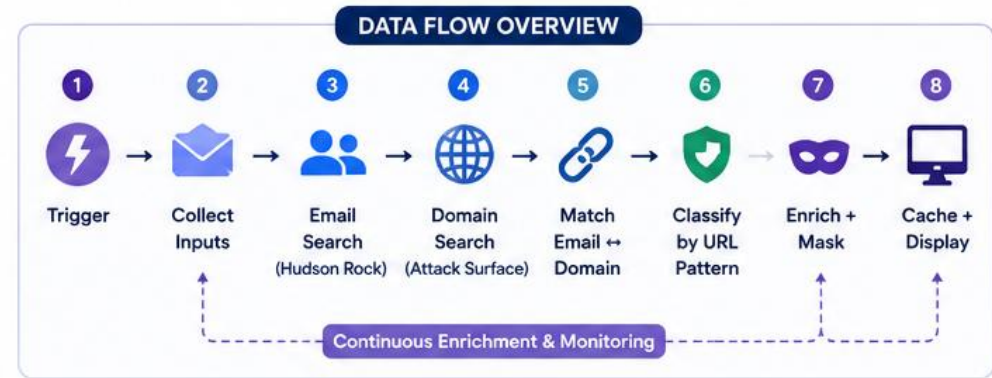 DATA FLOW OVERVIEW
1
2
3
4
5
6
7
8
Trigger
Collect
Inputs
Email
Search
(Hudson Rock)
Domain
Search
(Attack Surface)
Match
Email ↔
Domain
Classify
by URL
Pattern
Enrich +
Mask
Cache +
Display
Continuous Enrichment & Monitoring